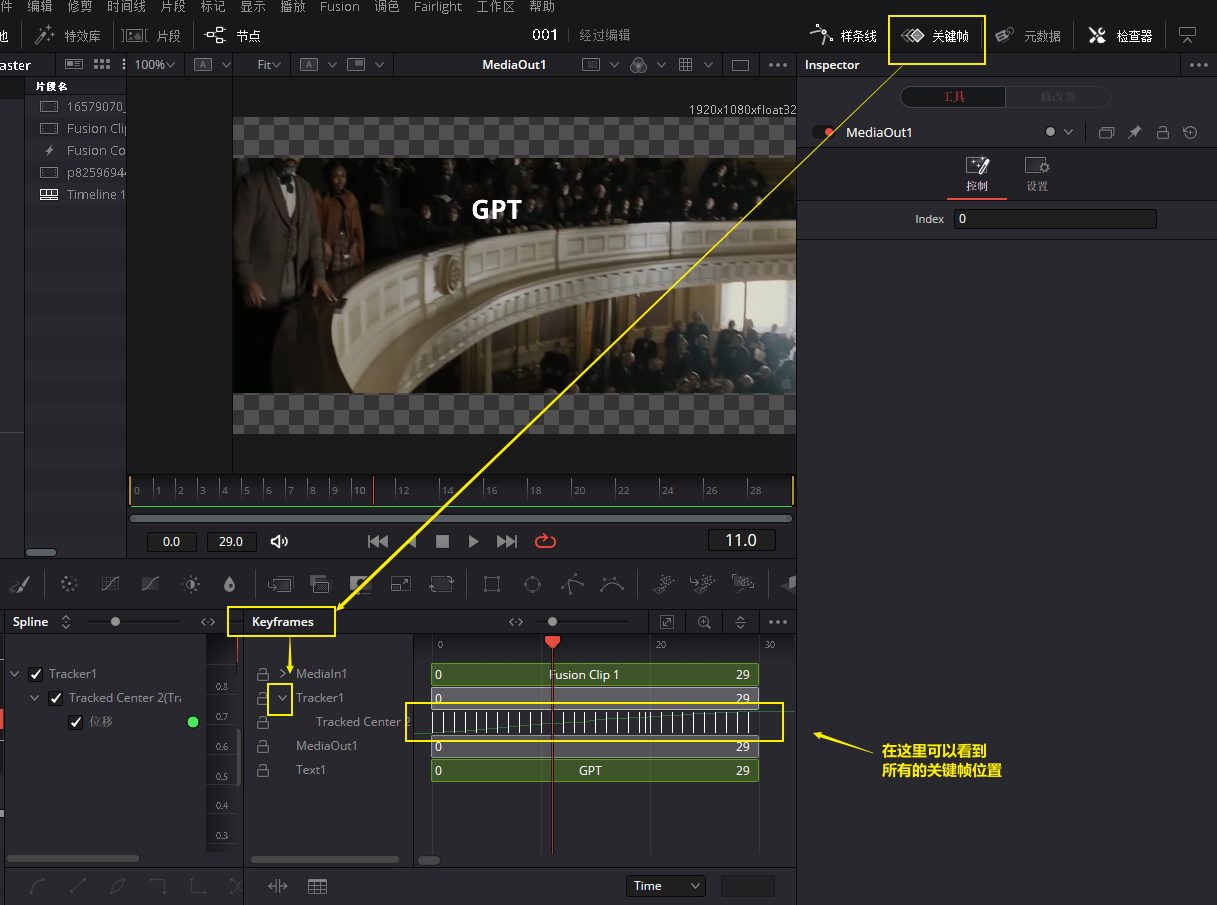 件 编辑 修剪 时间线 片段 标记 显示 播放 Fusion 调色 Fairlight 工作区 帮助
特效库 片段 节点 001 经过编辑 样条线 关键帧 元数据 检查器
aster 100% A Fit A MediaOut1 Inspector
片段名
16579070_
Fusion Clip
Fusion Co
p8259694
Timeline 1
1920x1080xfloat32
GPT
工具 修改器
MediaOut1
控制 设置
Index 0
0 1 2 3 4 5 6 7 8 9 10 12 14 16 18 20 22 24 26 28
0.0 29.0 11.0
Spline Keyframes
0 20 30
Tracker1
Tracked Center 2(Tra
位移
0.8
0.7
0.6
0.5
0.4
0.3
MediaIn1 0 Fusion Clip 1 29
Tracker1 0 29
Tracked Center 2
MediaOut1 0 29
Text1 0 GPT 29
在这里可以看到
所有的关键帧位置
Time